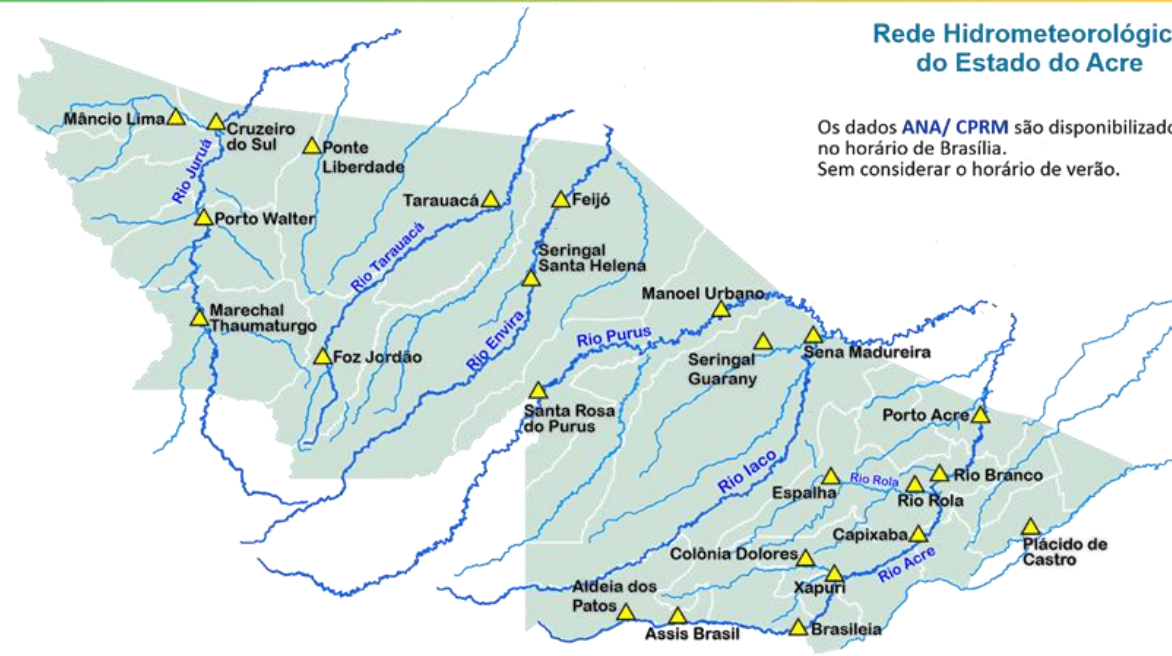 Rede Hidrometeorológic
do Estado do Acre
Os dados ANA/ CPRM são disponibilizado
no horário de Brasília.
Sem considerar o horário de verão.
Mâncio Lima
Cruzeiro
do Sul
Ponte
Liberdade
Rio Juruá
Porto Walter
Tarauacá
Feijó
Rio Tarauacá
Seringal
Santa Helena
Manoel Urbano
Marechal
Thaumaturgo
Foz Jordão
Rio Envira
Rio Purus
Seringal
Guarany
Sena Madureira
Santa Rosa
do Purus
Porto Acre
Rio Iaco
Espalha
Rio Rola
Rio Rola
Rio Branco
Capixaba
Plácido de
Castro
Colônia Dolores
Xapuri
Rio Acre
Aldeia dos
Patos
Assis Brasil
Brasileia